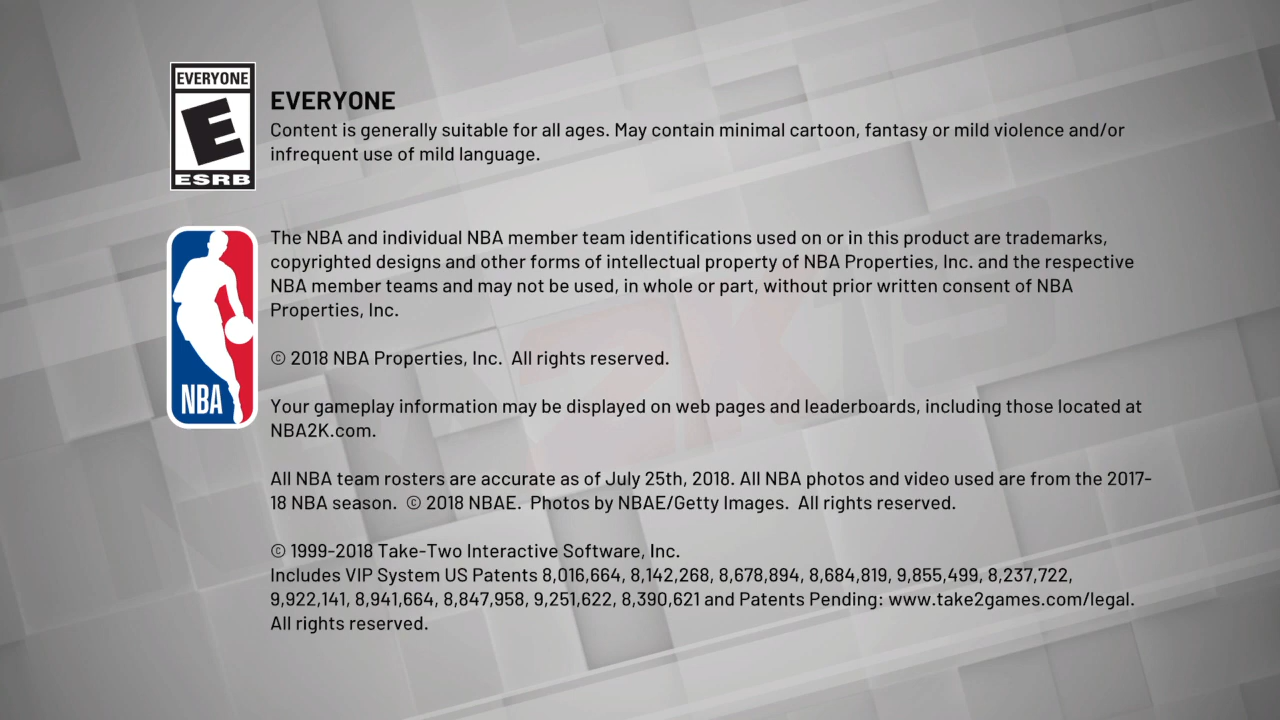 EVERYONE
E
ESRB
EVERYONE
Content is generally suitable for all ages. May contain minimal cartoon, fantasy or mild violence and/or
infrequent use of mild language.
The NBA and individual NBA member team identifications used on or in this product are trademarks,
copyrighted designs and other forms of intellectual property of NBA Properties, Inc. and the respective
NBA member teams and may not be used, in whole or part, without prior written consent of NBA
Properties, Inc.
© 2018 NBA Properties, Inc.  All rights reserved.
NBA
Your gameplay information may be displayed on web pages and leaderboards, including those located at
NBA2K.com.
All NBA team rosters are accurate as of July 25th, 2018. All NBA photos and video used are from the 2017-
18 NBA season.  © 2018 NBAE.  Photos by NBAE/Getty Images.  All rights reserved.
© 1999-2018 Take-Two Interactive Software, Inc.
Includes VIP System US Patents 8,016,664, 8,142,268, 8,678,894, 8,684,819, 9,855,499, 8,237,722,
9,922,141, 8,941,664, 8,847,958, 9,251,622, 8,390,621 and Patents Pending: www.take2games.com/legal.
All rights reserved.
2K19